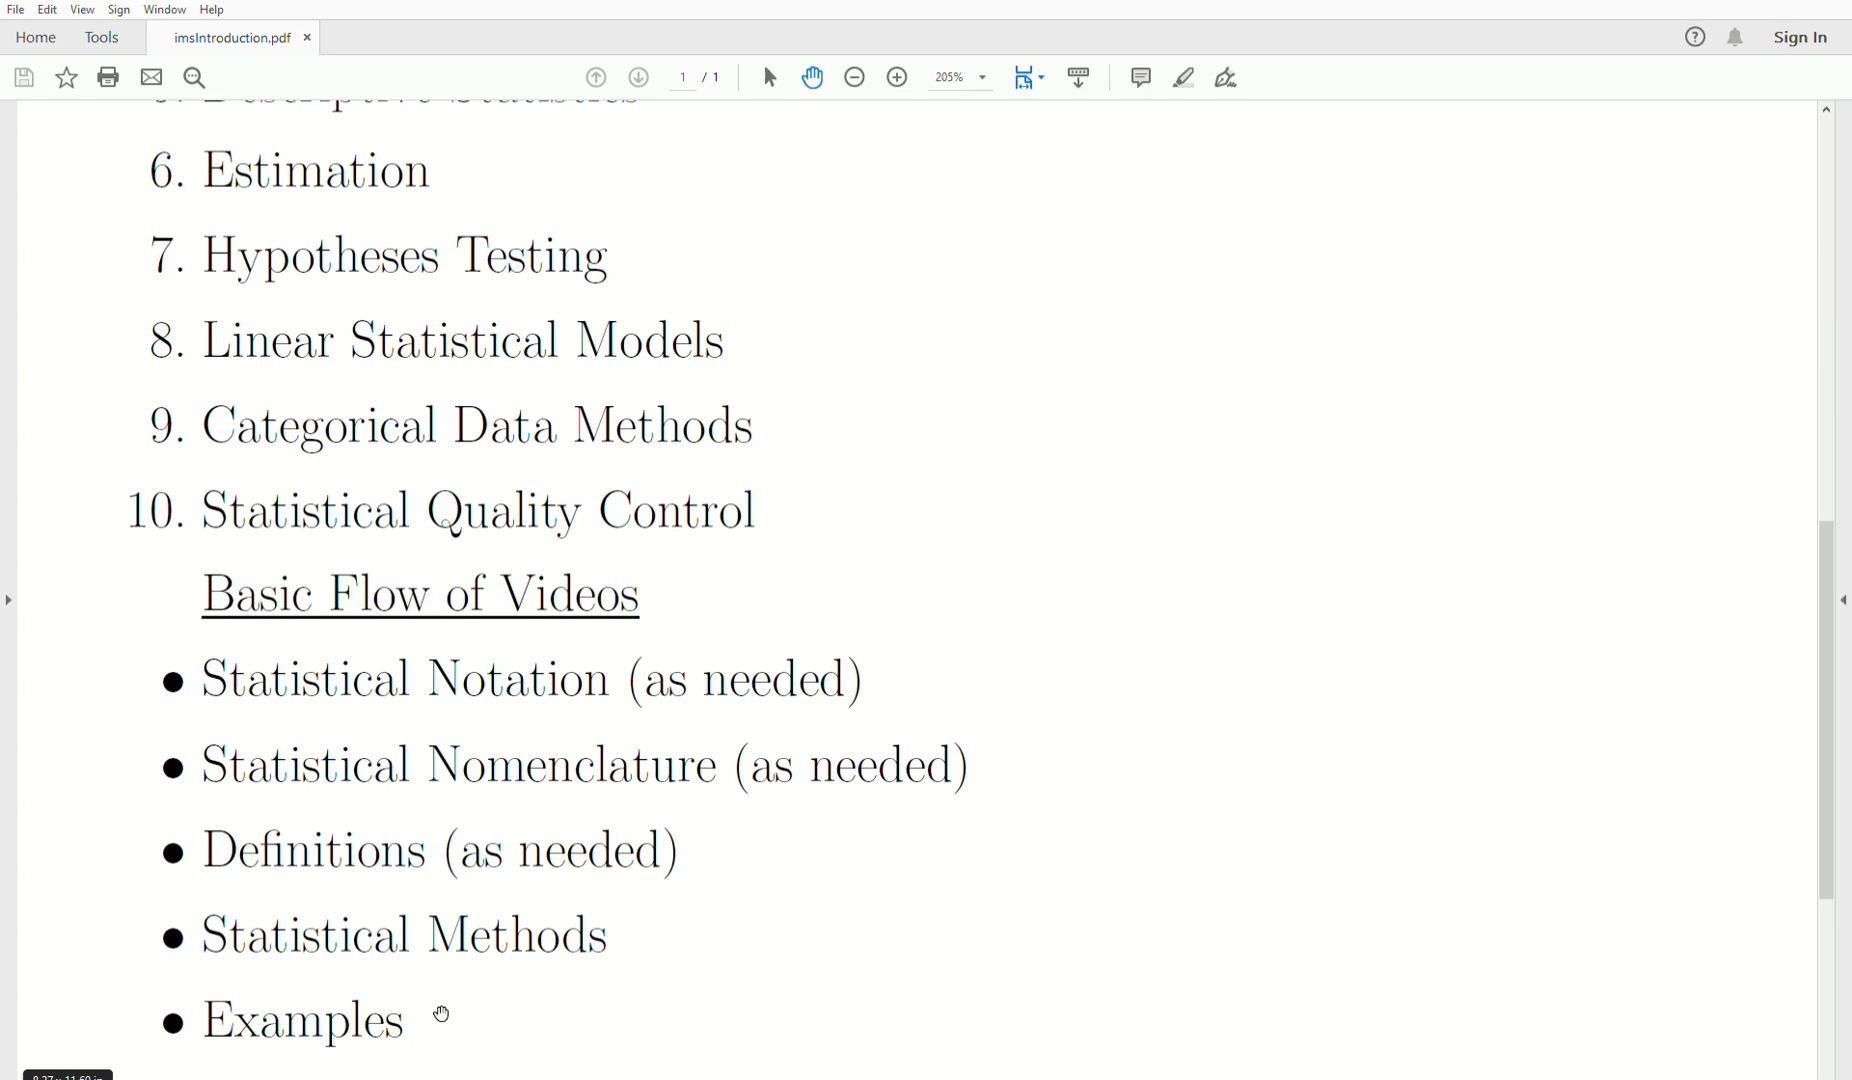 File Edit View Sign Window Help
Home Tools imsIntroduction.pdf × Sign In
1 / 1 205%
6. Estimation
7. Hypotheses Testing
8. Linear Statistical Models
9. Categorical Data Methods
10. Statistical Quality Control
Basic Flow of Videos
• Statistical Notation (as needed)
• Statistical Nomenclature (as needed)
• Definitions (as needed)
• Statistical Methods
• Examples